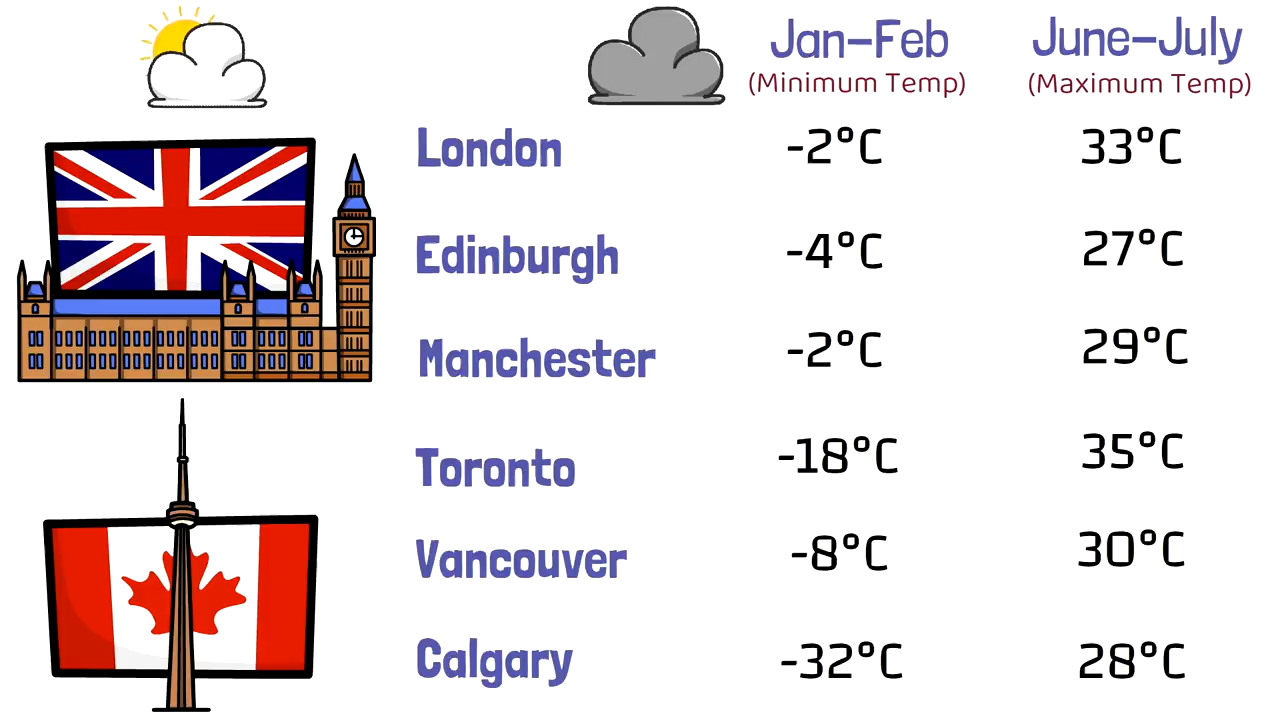 Jan-Feb June-July
(Minimum Temp) (Maximum Temp)
London -2°C 33°C
Edinburgh -4°C 27°C
Manchester -2°C 29°C
Toronto -18°C 35°C
Vancouver -8°C 30°C
Calgary -32°C 28°C